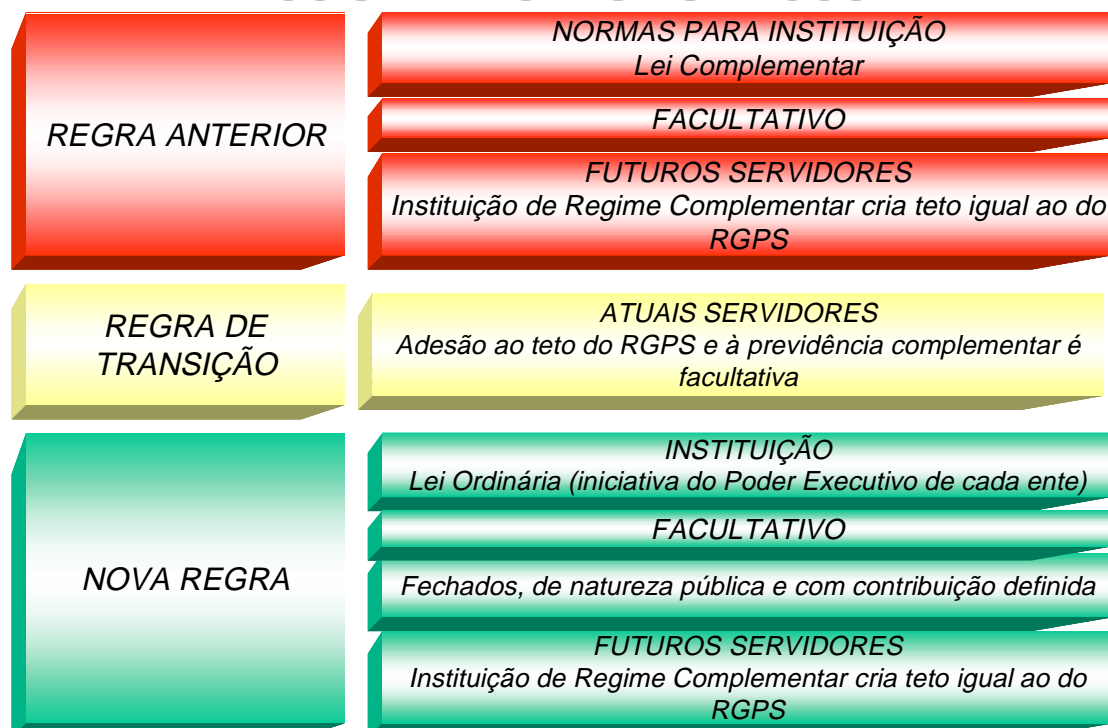 REGRA ANTERIOR
NORMAS PARA INSTITUIÇÃO
Lei Complementar
FACULTATIVO
FUTUROS SERVIDORES
Instituição de Regime Complementar cria teto igual ao do
RGPS
REGRA DE
TRANSIÇÃO
ATUAIS SERVIDORES
Adesão ao teto do RGPS e à previdência complementar é
facultativa
NOVA REGRA
INSTITUIÇÃO
Lei Ordinária (iniciativa do Poder Executivo de cada ente)
FACULTATIVO
Fechados, de natureza pública e com contribuição definida
FUTUROS SERVIDORES
Instituição de Regime Complementar cria teto igual ao do
RGPS